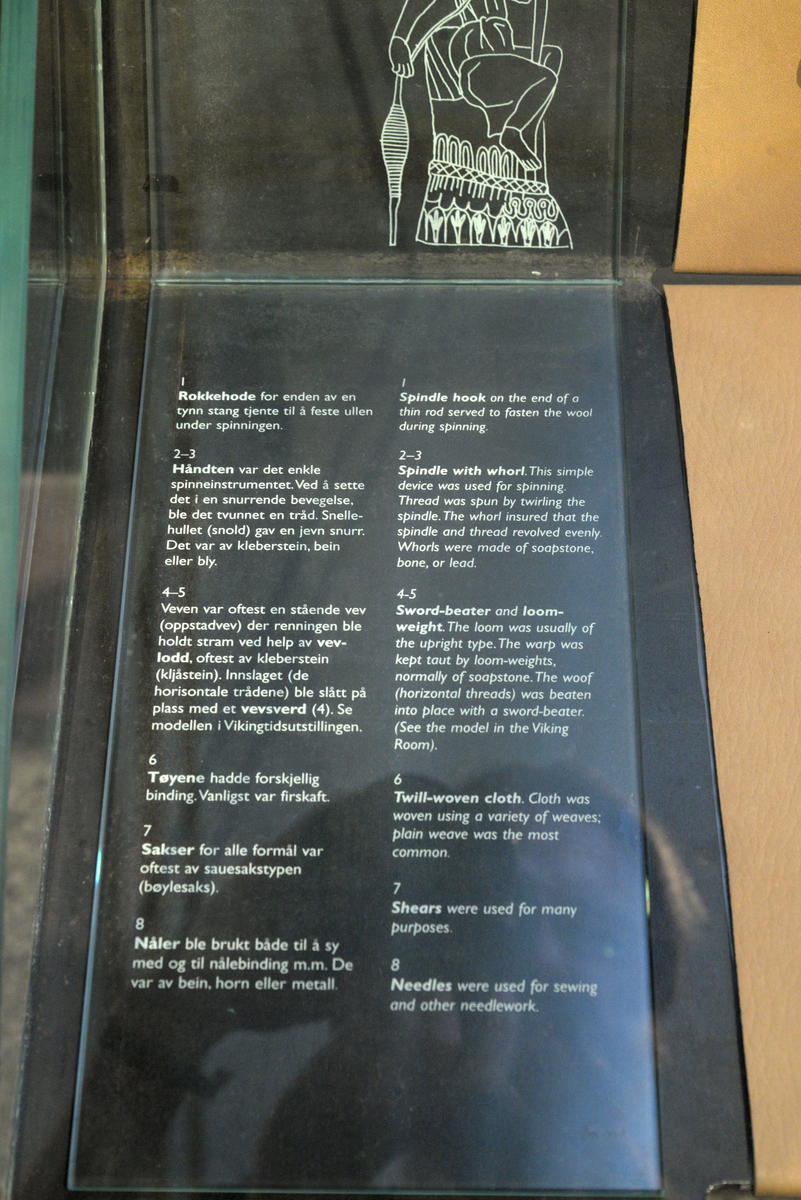 1
Rokkehode for enden av en
tynn stang tjente til å feste ullen
under spinningen.
2–3
Håndten var det enkle
spinneinstrumentet. Ved å sette
det i en snurrende bevegelse,
ble det tvunnet en tråd. Snelle-
hullet (snold) gav en jevn snurr.
Det var av kleberstein, bein
eller bly.
4–5
Veven var oftest en stående vev
(oppstadvev) der renningen ble
holdt stram ved help av vev-
lodd, oftest av kleberstein
(kljåstein). Innslaget (de
horisontale trådene) ble slått på
plass med et vevsverd (4). Se
modellen i Vikingtidsutstillingen.
6
Tøyene hadde forskjellig
binding. Vanligst var firskaft.
7
Sakser for alle formål var
oftest av sauesakstypen
(bøylesaks).
8
Nåler ble brukt både til å sy
med og til nålebinding m.m. De
var av bein, horn eller metall.
1
Spindle hook on the end of a
thin rod served to fasten the wool
during spinning.
2–3
Spindle with whorl. This simple
device was used for spinning.
Thread was spun by twirling the
spindle. The whorl insured that the
spindle and thread revolved evenly.
Whorls were made of soapstone,
bone, or lead.
4-5
Sword-beater and loom-
weight. The loom was usually of
the upright type. The warp was
kept taut by loom-weights,
normally of soapstone. The woof
(horizontal threads) was beaten
into place with a sword-beater.
(See the model in the Viking
Room).
6
Twill-woven cloth. Cloth was
woven using a variety of weaves;
plain weave was the most
common.
7
Shears were used for many
purposes.
8
Needles were used for sewing
and other needlework.